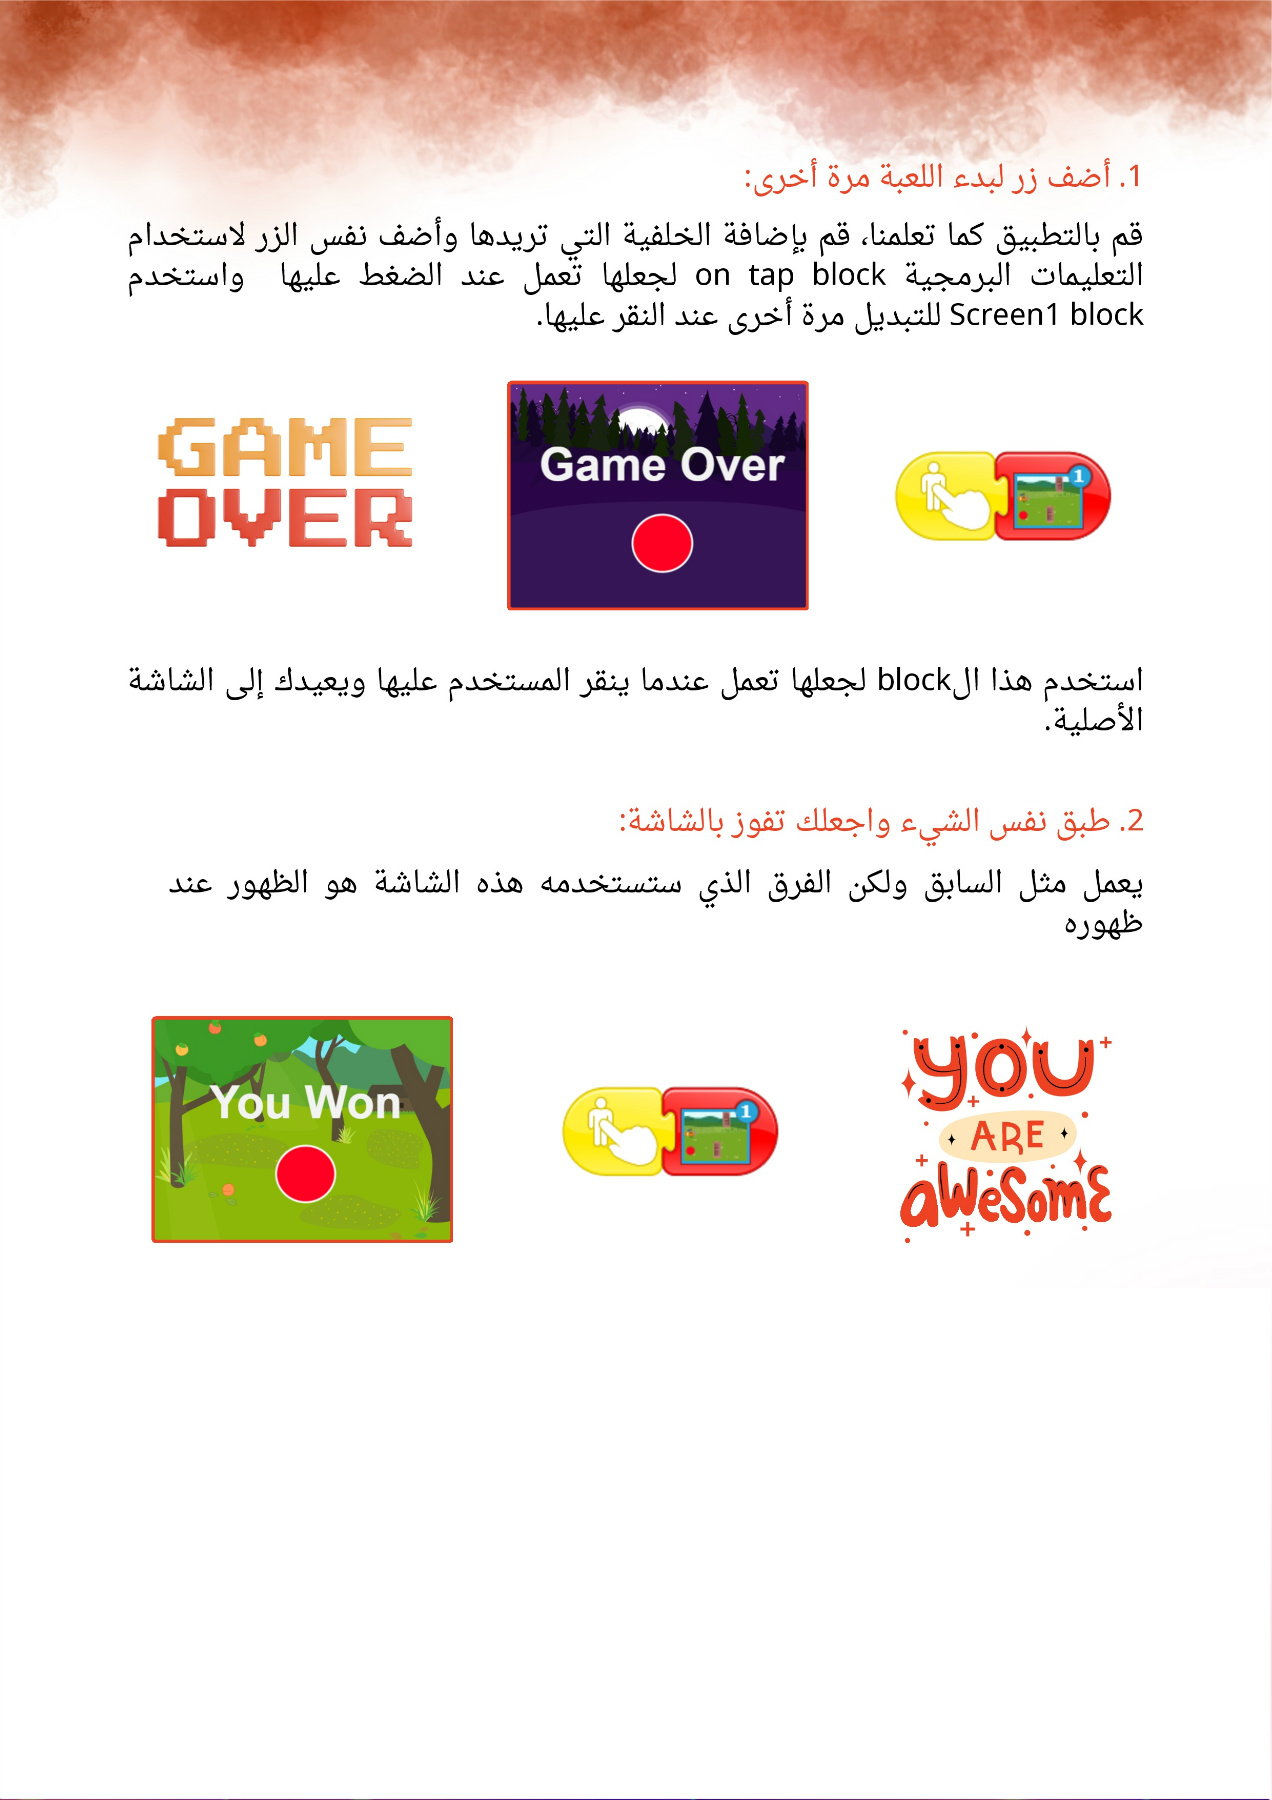 1. أضف زر لبدء اللعبة مرة أخرى:
قم بالتطبيق كما تعلمنا، قم بإضافة الخلفية التي تريدها وأضف نفس الزر لاستخدام
التعليمات البرمجية on tap block لجعلها تعمل عند الضغط عليها واستخدم
Screen1 block للتبديل مرة أخرى عند النقر عليها.
GAME
OVER
Game Over
1
استخدم هذا الblock لجعلها تعمل عندما ينقر المستخدم عليها ويعيدك إلى الشاشة
الأصلية.
2. طبق نفس الشيء واجعلك تفوز بالشاشة:
يعمل مثل السابق ولكن الفرق الذي ستستخدمه هذه الشاشة هو الظهور عند
ظهوره
You Won
1
YOU
ARE
aWeSomE